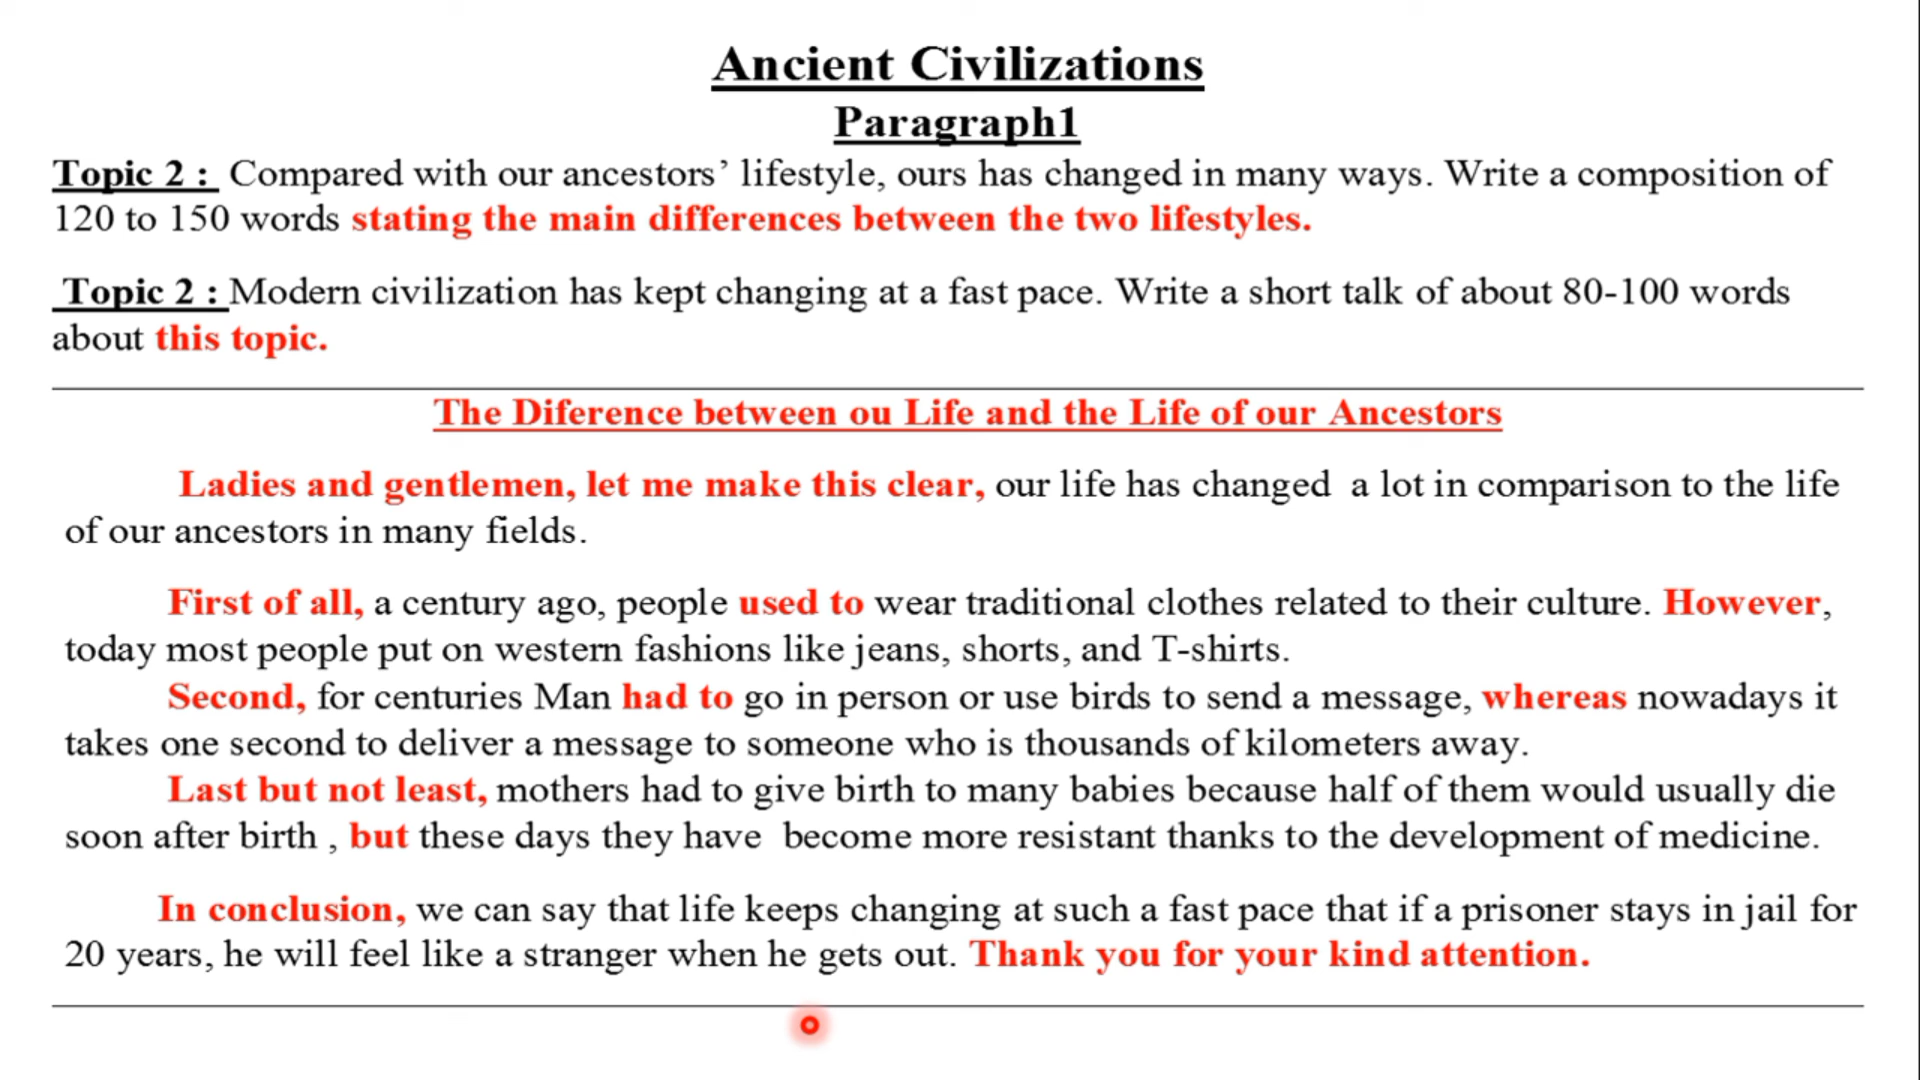 Ancient Civilizations
Paragraph1
Topic 2 : Compared with our ancestors’ lifestyle, ours has changed in many ways. Write a composition of
120 to 150 words stating the main differences between the two lifestyles.
Topic 2 : Modern civilization has kept changing at a fast pace. Write a short talk of about 80-100 words
about this topic.
The Diference between ou Life and the Life of our Ancestors
Ladies and gentlemen, let me make this clear, our life has changed a lot in comparison to the life
of our ancestors in many fields.
First of all, a century ago, people used to wear traditional clothes related to their culture. However,
today most people put on western fashions like jeans, shorts, and T-shirts.
Second, for centuries Man had to go in person or use birds to send a message, whereas nowadays it
takes one second to deliver a message to someone who is thousands of kilometers away.
Last but not least, mothers had to give birth to many babies because half of them would usually die
soon after birth , but these days they have become more resistant thanks to the development of medicine.
In conclusion, we can say that life keeps changing at such a fast pace that if a prisoner stays in jail for
20 years, he will feel like a stranger when he gets out. Thank you for your kind attention.